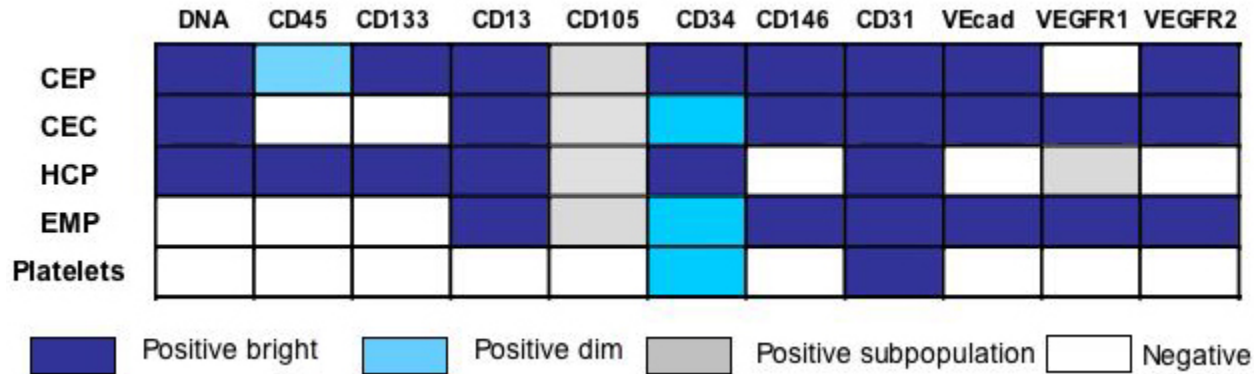 DNA CD45 CD133 CD13 CD105 CD34 CD146 CD31 VEcad VEGFR1 VEGFR2
CEP
CEC
HCP
EMP
Platelets
Positive bright Positive dim Positive subpopulation Negative